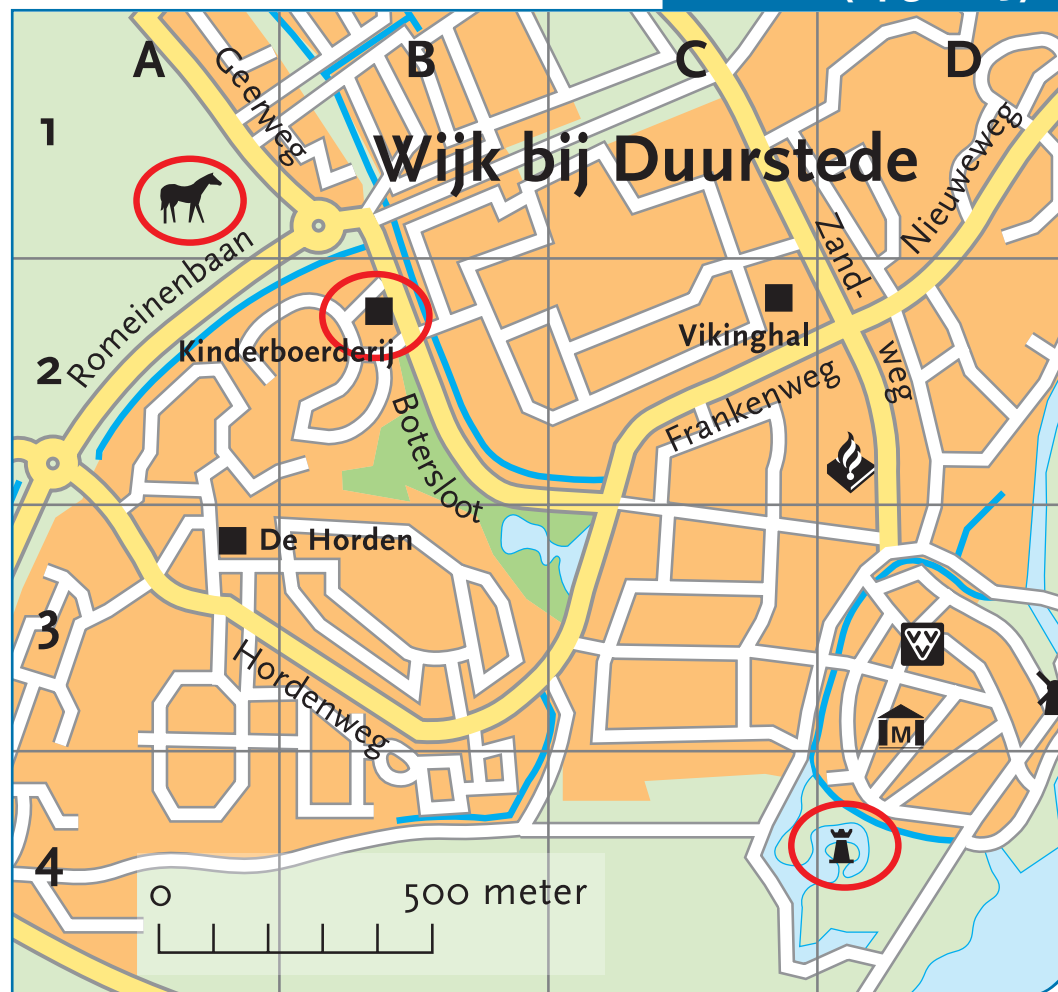 A
B
C
D
1
Geerweg
Wijk bij Duurstede
Nieuweweg
Zand-
weg
Romeinenbaan
2
Kinderboerderij
Vikinghal
Frankenweg
Botersloot
De Horden
3
Hordenweg
M
4
0
500 meter